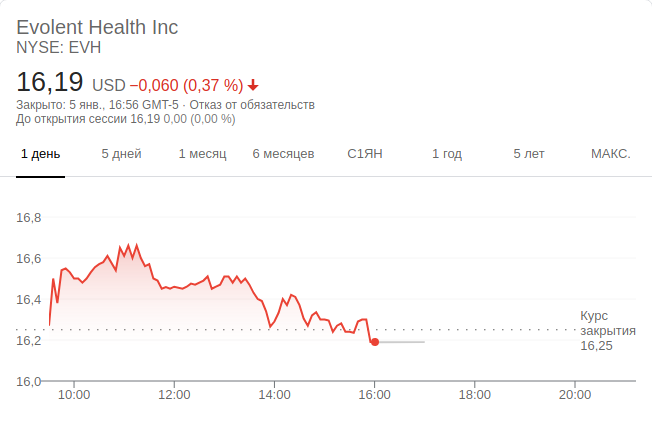 Evolent Health Inc
NYSE: EVH
16,19 USD −0,060 (0,37 %)
Закрыто: 5 янв., 16:56 GMT-5 · Отказ от обязательств
До открытия сессии 16,19 0,00 (0,00 %)
1 день 5 дней 1 месяц 6 месяцев С1ЯН 1 год 5 лет МАКС.
16,8
16,6
16,4
16,2
16,0
Курс
закрытия
16,25
10:00 12:00 14:00 16:00 18:00 20:00